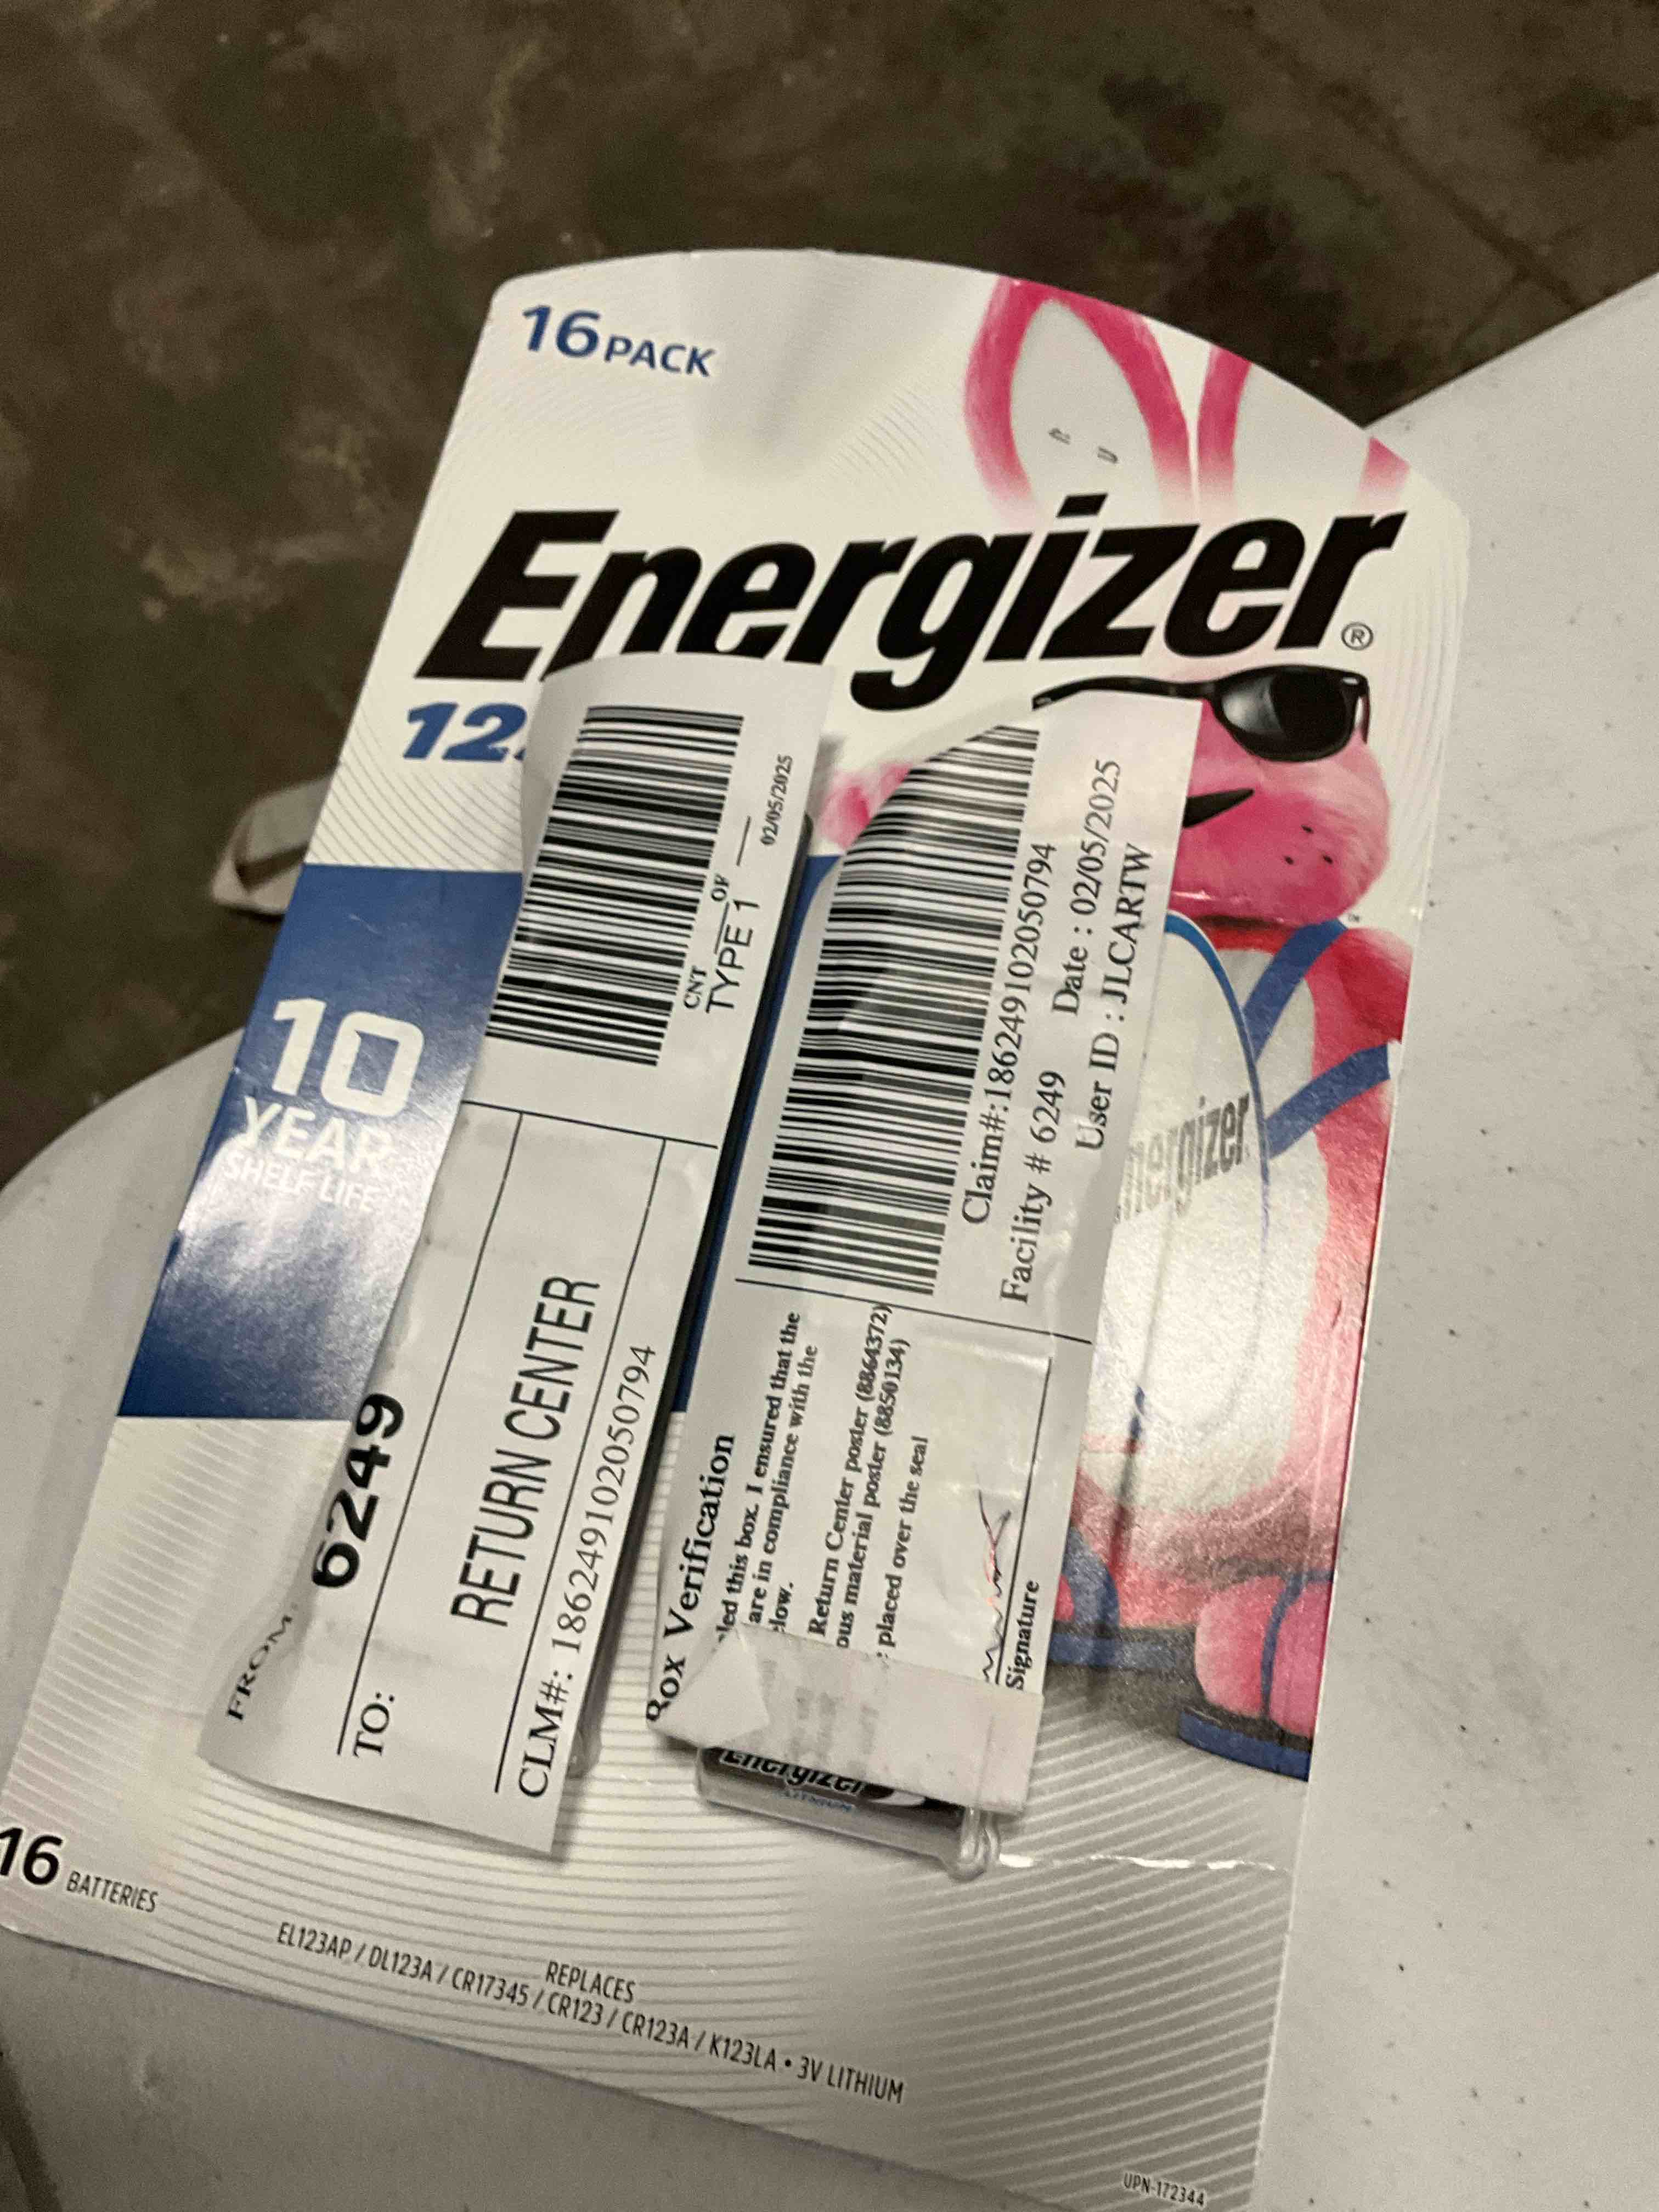 16 PACK
Energizer®
12
10
YEAR
SHELF LIFE
CNT OF
TYPE 1
02/05/2025
FROM:
6249
TO:
RETURN CENTER
CLM#: 186249102050794
Claim#:186249102050794
Facility # 6249 Date : 02/05/2025
User ID : JLCARTW
Box Verification
this box. I ensured that the
are in compliance with the
Return Center poster (8864372)
material poster (8850134)
placed over the seal
Signature
energizer
Energizer
LITHIUM
16 BATTERIES
REPLACES
EL123AP / DL123A / CR17345 / CR123 / CR123A / K123LA • 3V LITHIUM
UPN-172344